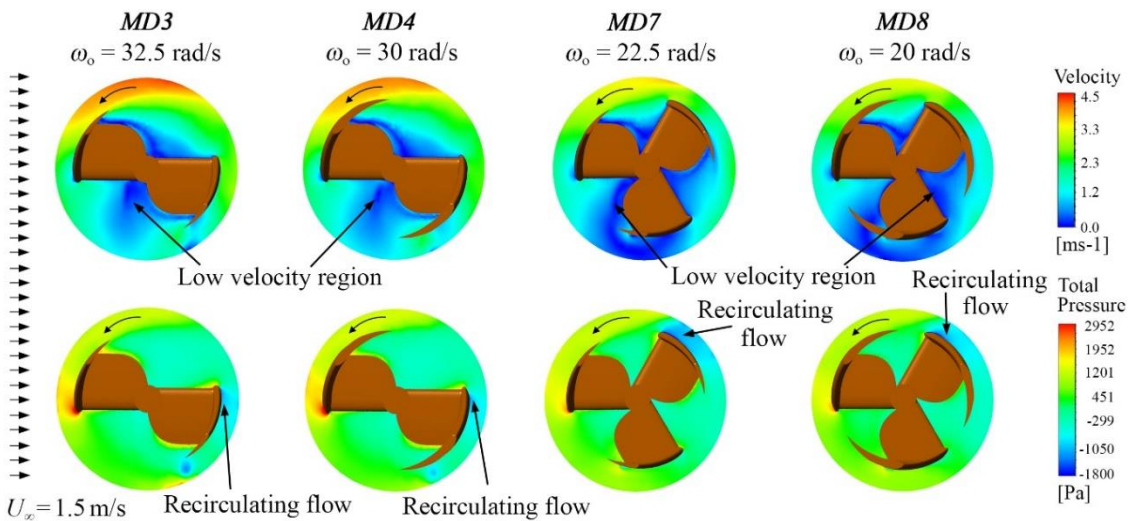 MD3 MD4 MD7 MD8
ωₒ = 32.5 rad/s ωₒ = 30 rad/s ωₒ = 22.5 rad/s ωₒ = 20 rad/s
Velocity
4.5
3.3
2.3
1.2
0.0
[ms-1]
Low velocity region
Low velocity region
Recirculating
flow
Recirculating
flow
Total
Pressure
2952
1952
1201
451
-299
-1050
-1800
[Pa]
U∞ = 1.5 m/s
Recirculating flow
Recirculating flow